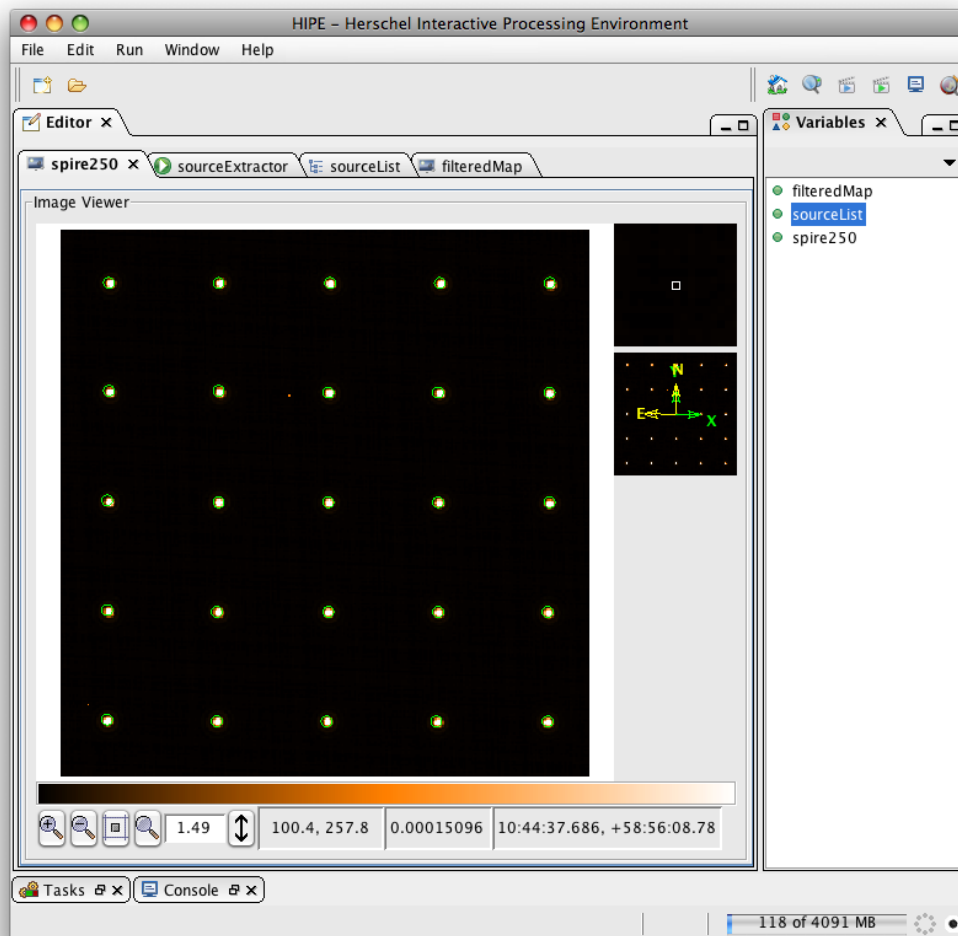 HIPE – Herschel Interactive Processing Environment
File Edit Run Window Help
Editor
Variables
spire250
sourceExtractor
sourceList
filteredMap
Image Viewer
filteredMap
sourceList
spire250
N
E
X
1.49
100.4, 257.8
0.00015096
10:44:37.686, +58:56:08.78
Tasks
Console
118 of 4091 MB